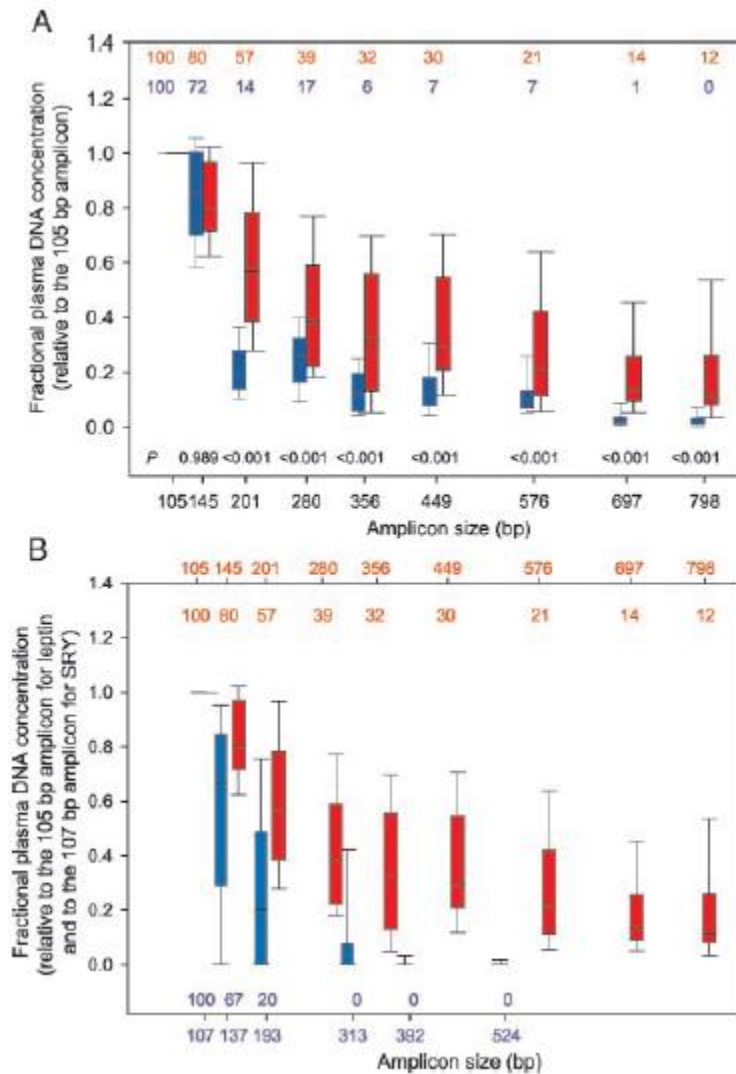 A
1.4
100 80 57 39 32 30 21 14 12
100 72 14 17 6 7 7 1 0
1.2
1.0
0.8
0.6
0.4
0.2
0.0
Fractional plasma DNA concentration
(relative to the 105 bp amplicon)
P 0.989 <0.001 <0.001 <0.001 <0.001 <0.001 <0.001 <0.001
105 145 201 280 356 449 576 697 798
Amplicon size (bp)
B
105 145 201 280 356 449 576 697 798
1.4
100 80 57 39 32 30 21 14 12
1.2
1.0
0.8
0.6
0.4
0.2
0.0
Fractional plasma DNA concentration
(relative to the 105 bp amplicon for leptin
and to the 107 bp amplicon for SRY)
100 67 20 0 0 0
107 137 193 313 392 524
Amplicon size (bp)